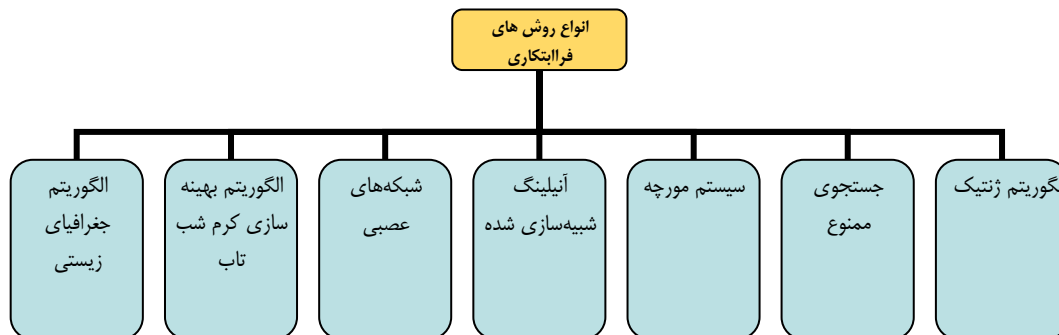 انواع روش های
فراابتکاری
لگوریتم ژنتیک
جستجوی
ممنوع
سیستم مورچه
آنیلینگ
شبیه‌سازی شده
شبکه‌های
عصبی
الگوریتم بهینه
سازی کرم شب
تاب
الگوریتم
جغرافیای
زیستی